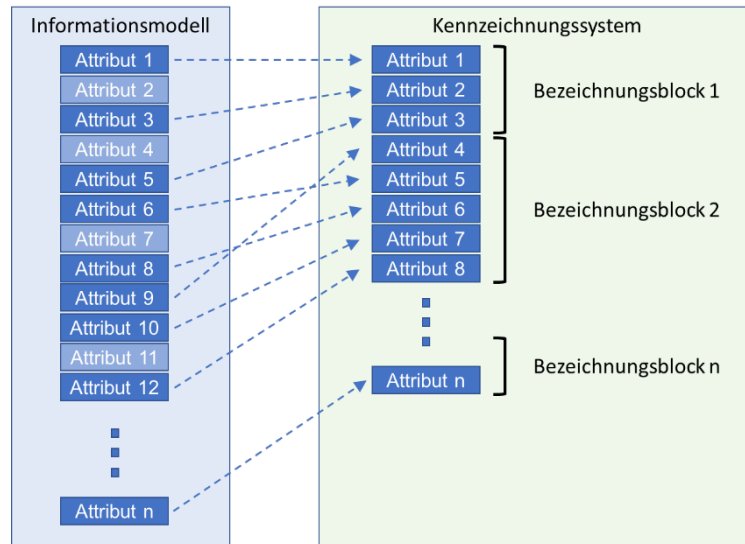 Informationsmodell
Attribut 1
Attribut 2
Attribut 3
Attribut 4
Attribut 5
Attribut 6
Attribut 7
Attribut 8
Attribut 9
Attribut 10
Attribut 11
Attribut 12
Attribut n
Kennzeichnungssystem
Attribut 1
Attribut 2
Attribut 3
Attribut 4
Attribut 5
Attribut 6
Attribut 7
Attribut 8
Attribut n
Bezeichnungsblock 1
Bezeichnungsblock 2
Bezeichnungsblock n